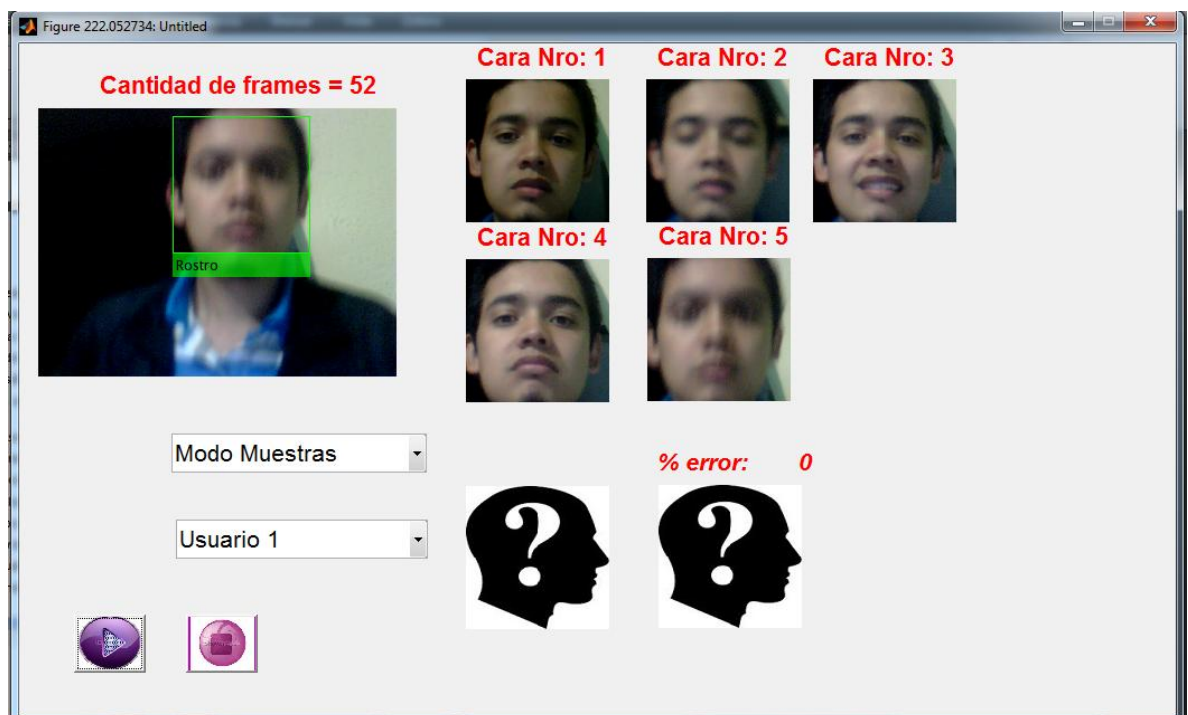 Figure 222.052734: Untitled
Cantidad de frames = 52
Rostro
Cara Nro: 1
Cara Nro: 2
Cara Nro: 3
Cara Nro: 4
Cara Nro: 5
Modo Muestras
Usuario 1
% error: 0